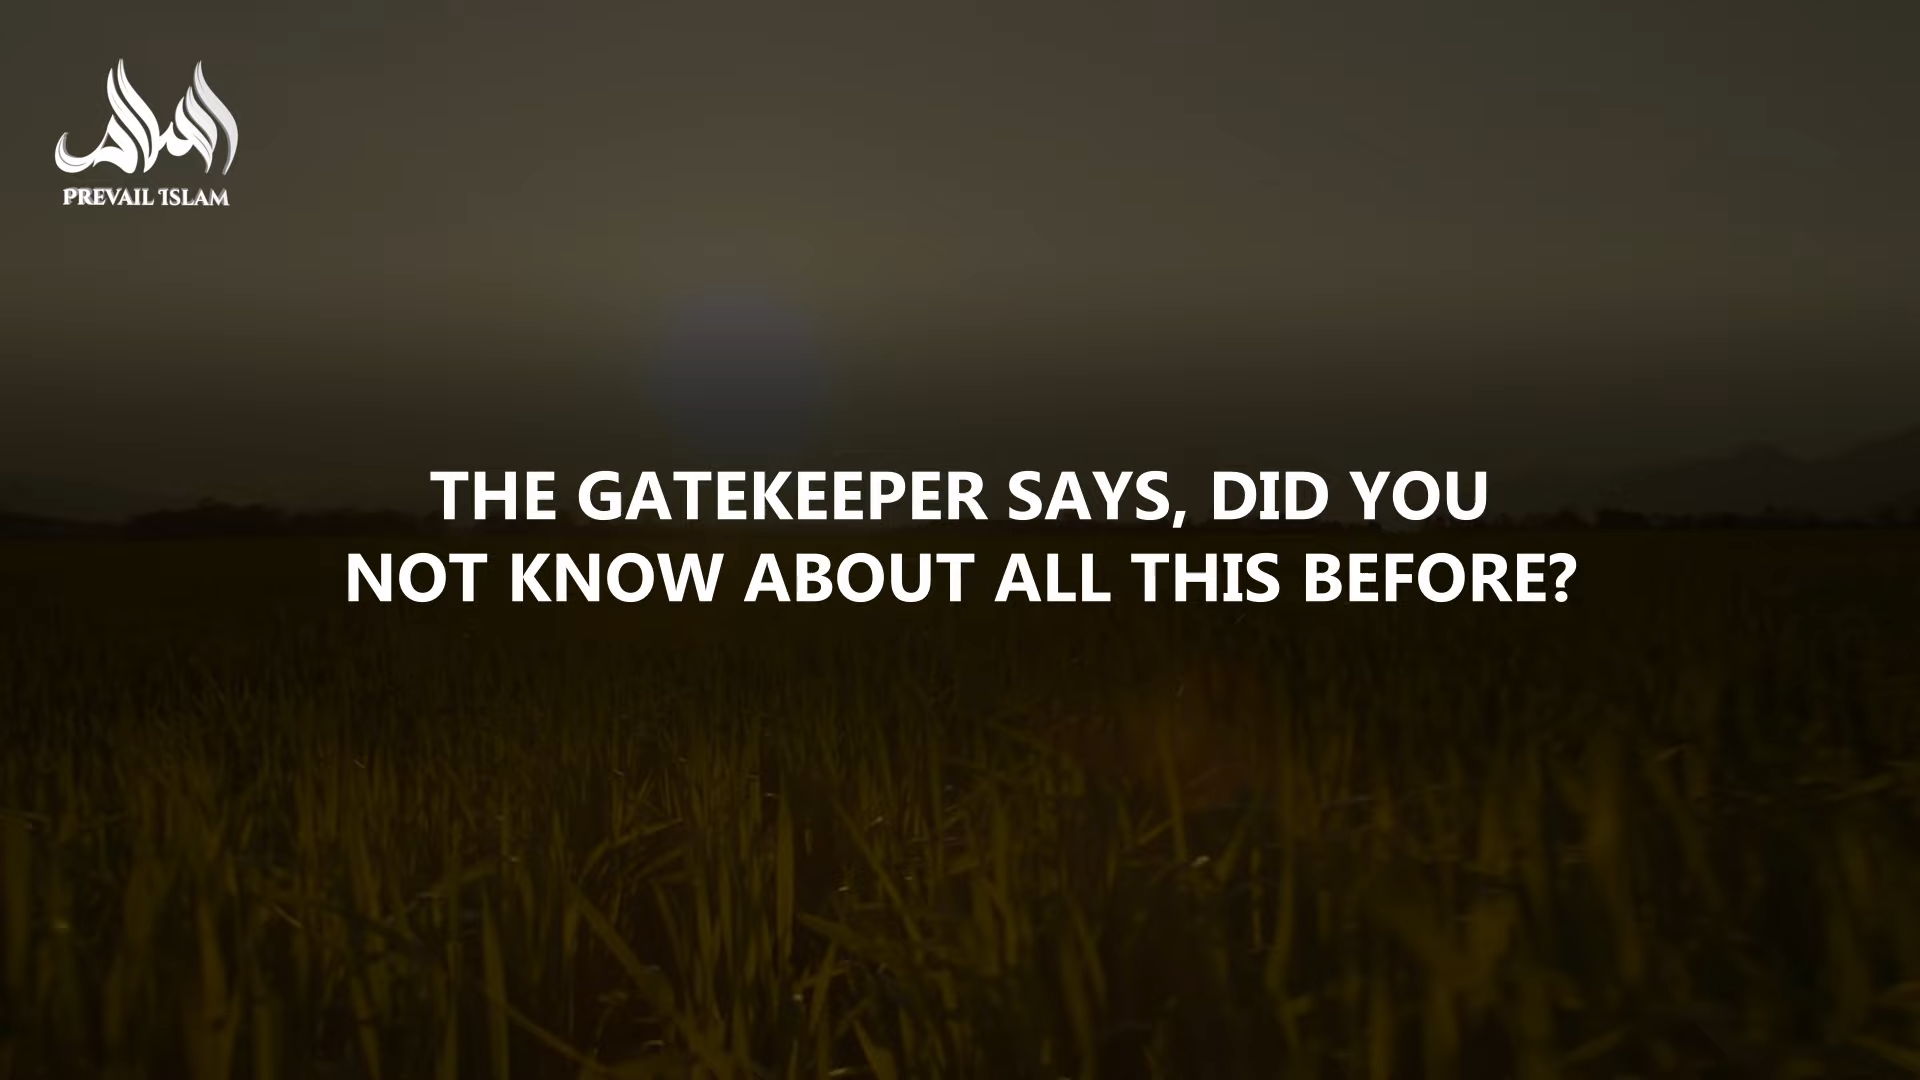 PREVAIL ISLAM
THE GATEKEEPER SAYS, DID YOU
NOT KNOW ABOUT ALL THIS BEFORE?